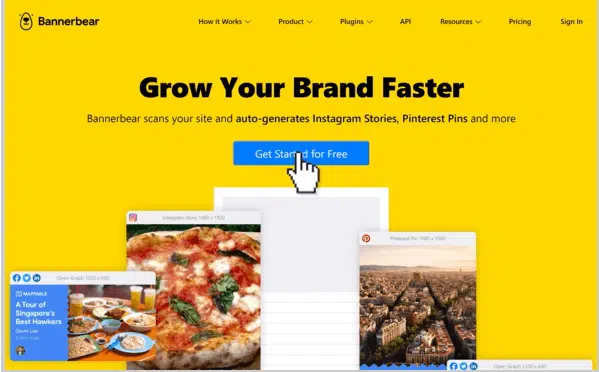 Bannerbear
How it Works
Product
Plugins
API
Resources
Pricing
Sign In
Grow Your Brand Faster
Bannerbear scans your site and auto-generates Instagram Stories, Pinterest Pins and more
Get Started for Free
Instagram Story 1080 x 1920
Pinterest Pin 1000 x 1500
Open Graph 1200 x 630
MAPPABLE
A Tour of
Singapore's
Best Hawkers
Open Graph 1200 x 630